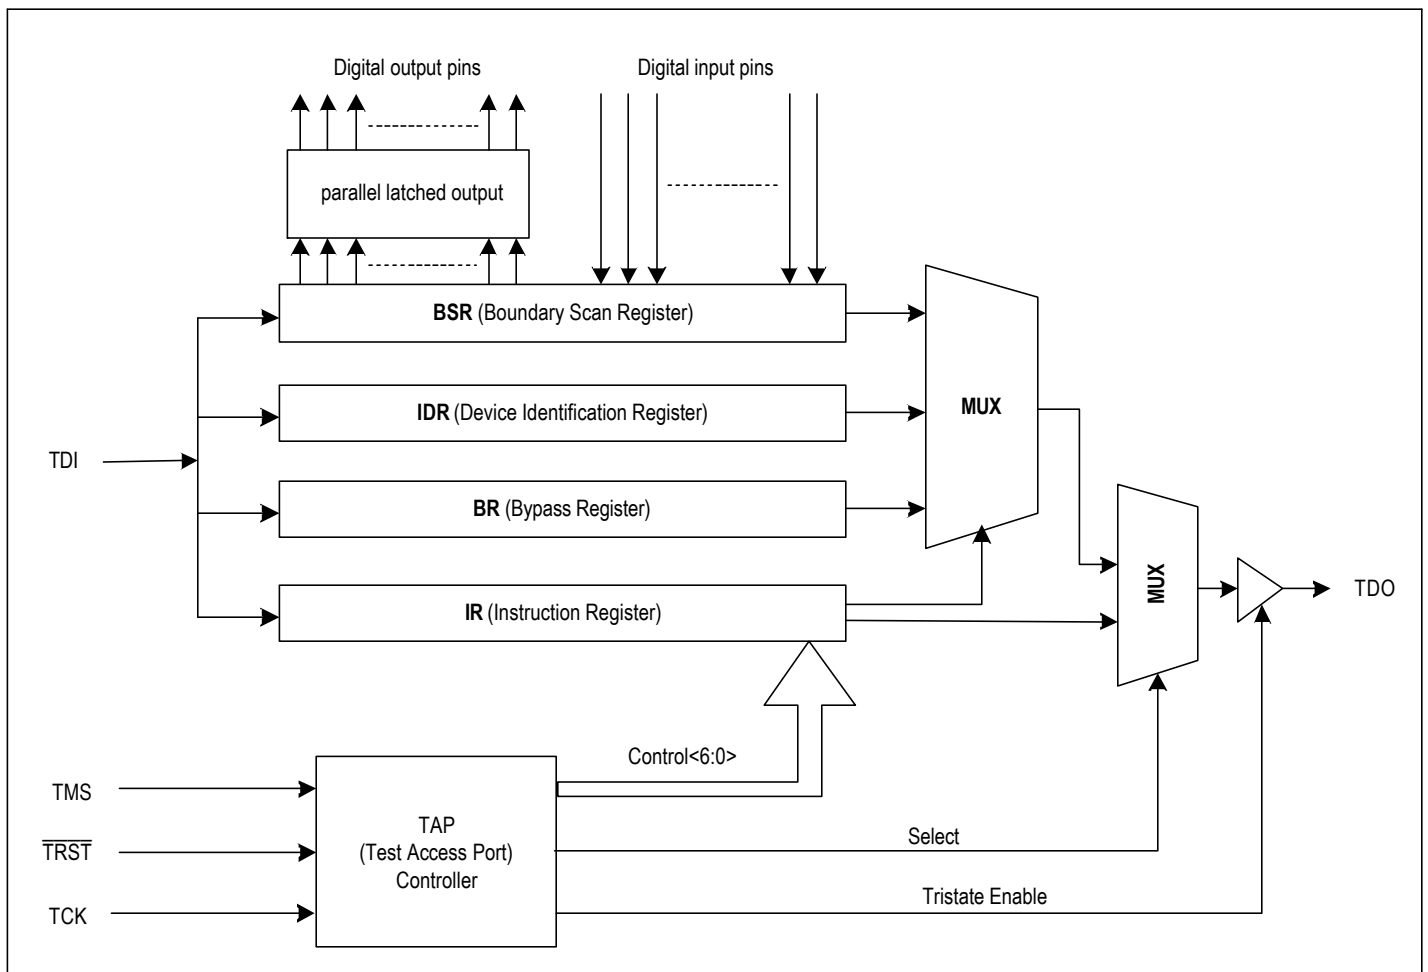 Digital output pins
Digital input pins
parallel latched output
BSR (Boundary Scan Register)
IDR (Device Identification Register)
MUX
TDI
BR (Bypass Register)
MUX
TDO
IR (Instruction Register)
Control<6:0>
TMS
TAP
(Test Access Port)
Controller
TRST
Select
TCK
Tristate Enable